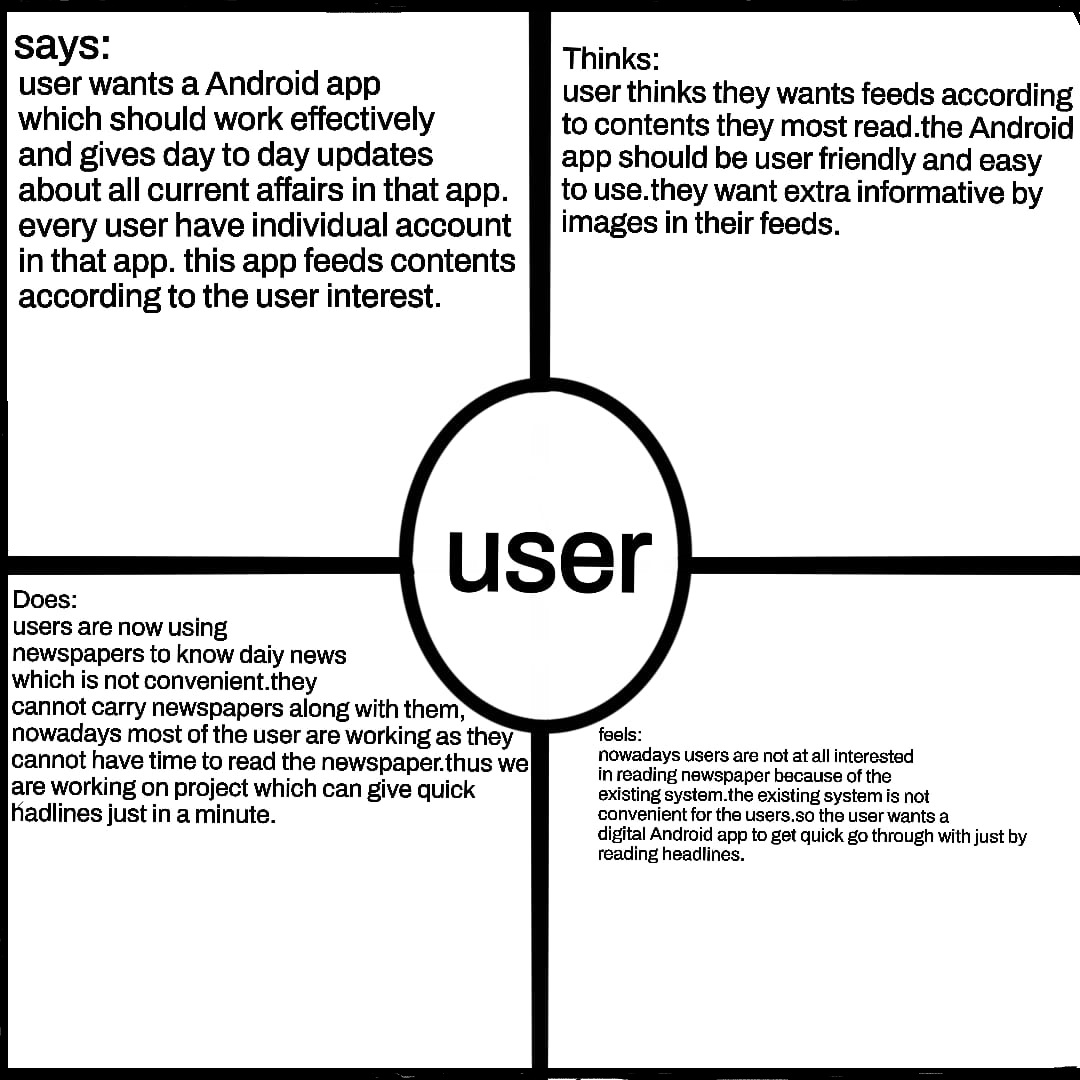 says:
user wants a Android app
which should work effectively
and gives day to day updates
about all current affairs in that app.
every user have individual account
in that app. this app feeds contents
according to the user interest.
Thinks:
user thinks they wants feeds according
to contents they most read.the Android
app should be user friendly and easy
to use.they want extra informative by
images in their feeds.
user
Does:
users are now using
newspapers to know daiy news
which is not convenient.they
cannot carry newspapers along with them,
nowadays most of the user are working as they
cannot have time to read the newspaper.thus we
are working on project which can give quick
hadlines just in a minute.
feels:
nowadays users are not at all interested
in reading newspaper because of the
existing system.the existing system is not
convenient for the users.so the user wants a
digital Android app to get quick go through with just by
reading headlines.